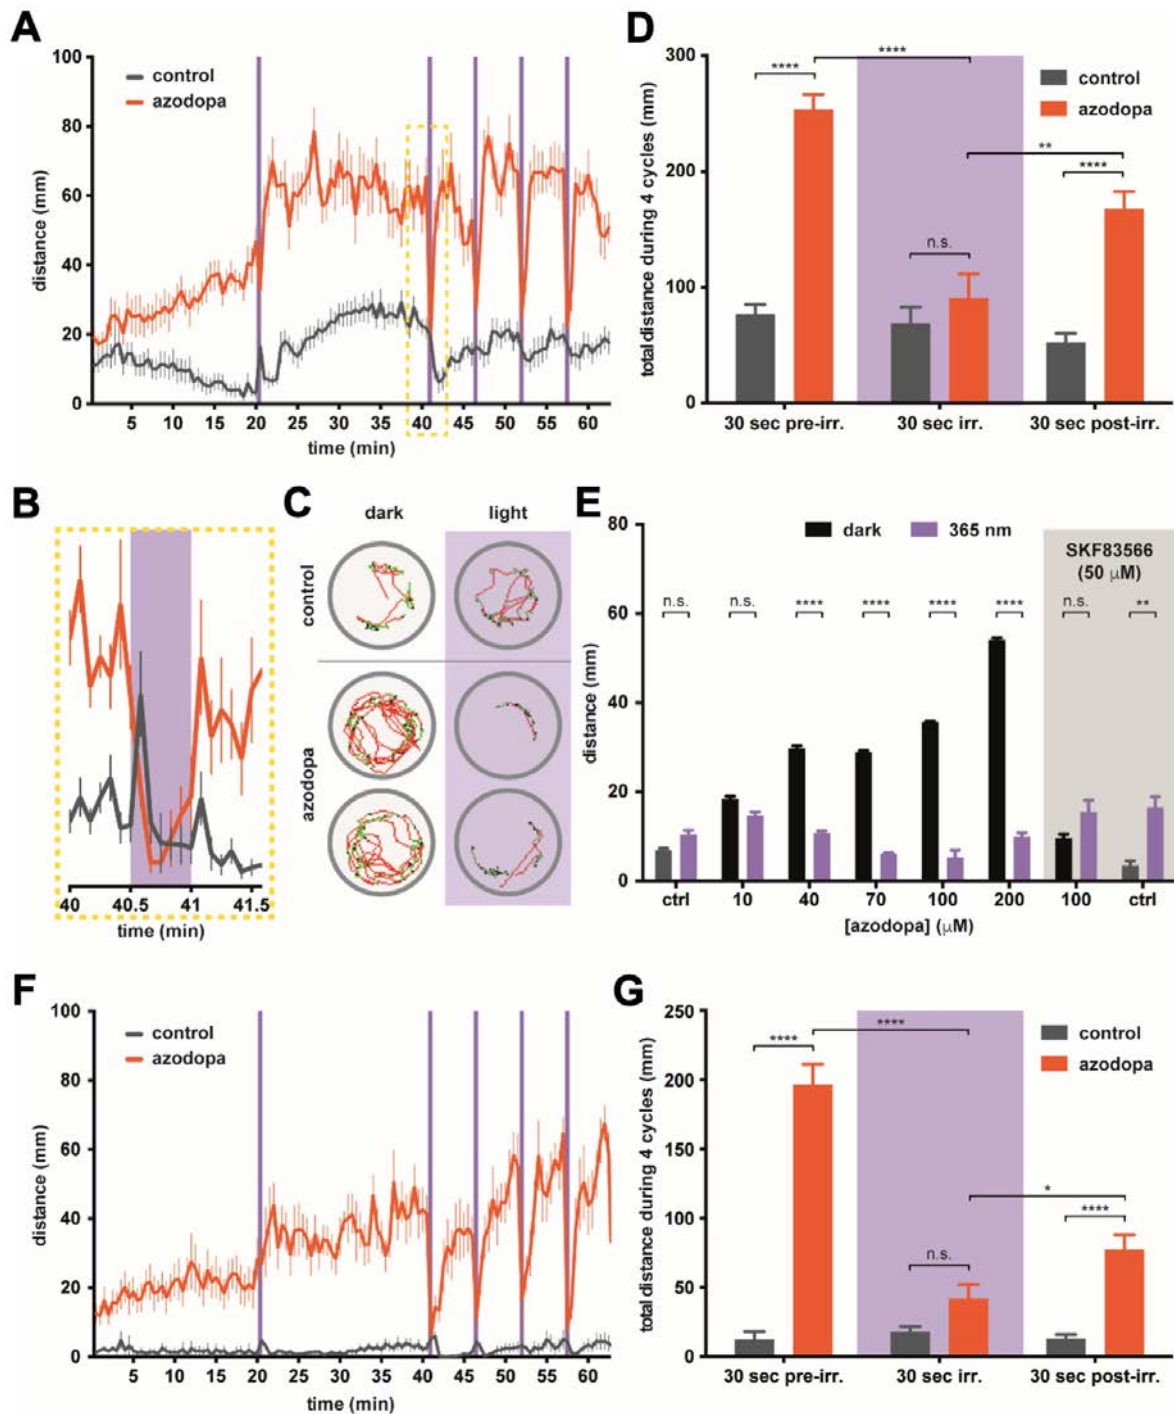 A
100
80
60
40
20
0
distance (mm)
control
azodopa
5 10 15 20 25 30 35 40 45 50 55 60
time (min)
D
300
200
100
0
total distance during 4 cycles (mm)
****
****
**
****
n.s.
control
azodopa
30 sec pre-irr. 30 sec irr. 30 sec post-irr.
B
40 40.5 41 41.5
time (min)
C
dark light
control
azodopa
E
80
60
40
20
0
distance (mm)
dark 365 nm
SKF83566
(50 μM)
n.s. n.s. **** **** **** **** n.s. **
ctrl 10 40 70 100 200 100 ctrl
[azodopa] (μM)
F
100
80
60
40
20
0
distance (mm)
control
azodopa
5 10 15 20 25 30 35 40 45 50 55 60
time (min)
G
250
200
150
100
50
0
total distance during 4 cycles (mm)
****
****
*
****
n.s.
control
azodopa
30 sec pre-irr. 30 sec irr. 30 sec post-irr.